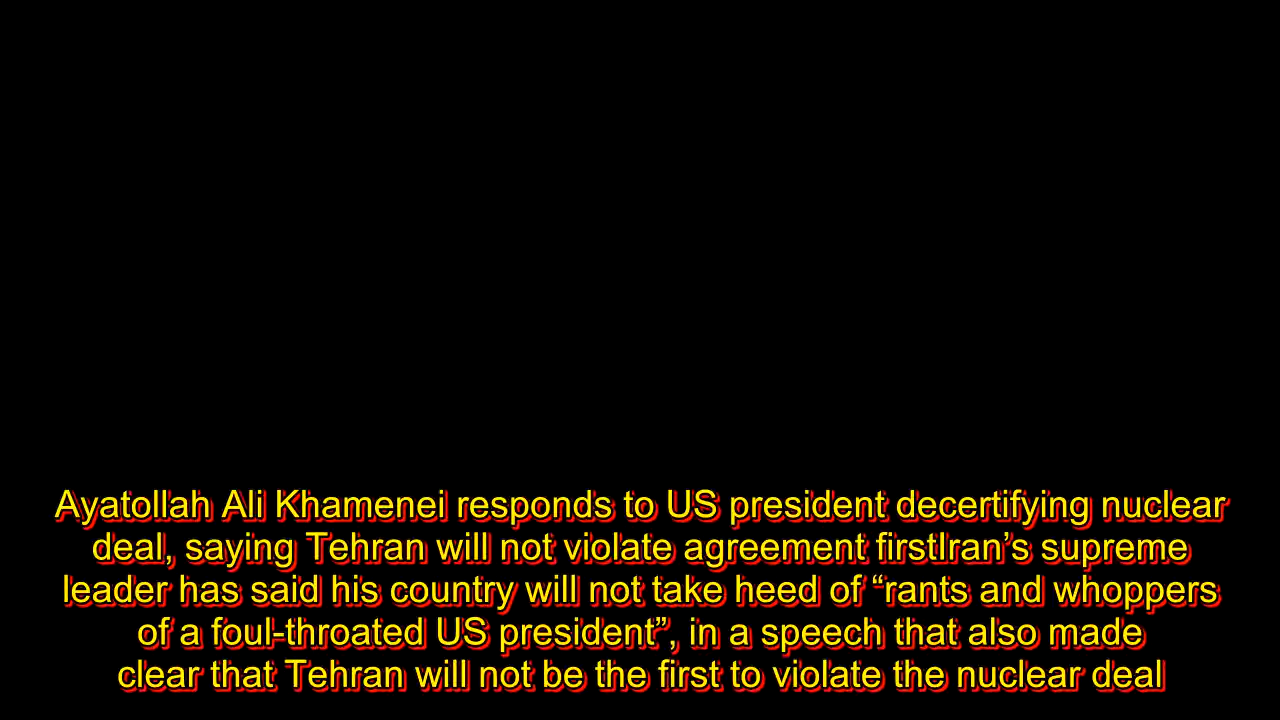 Ayatollah Ali Khamenei responds to US president decertifying nuclear
deal, saying Tehran will not violate agreement firstIran’s supreme
leader has said his country will not take heed of “rants and whoppers
of a foul-throated US president”, in a speech that also made
clear that Tehran will not be the first to violate the nuclear deal